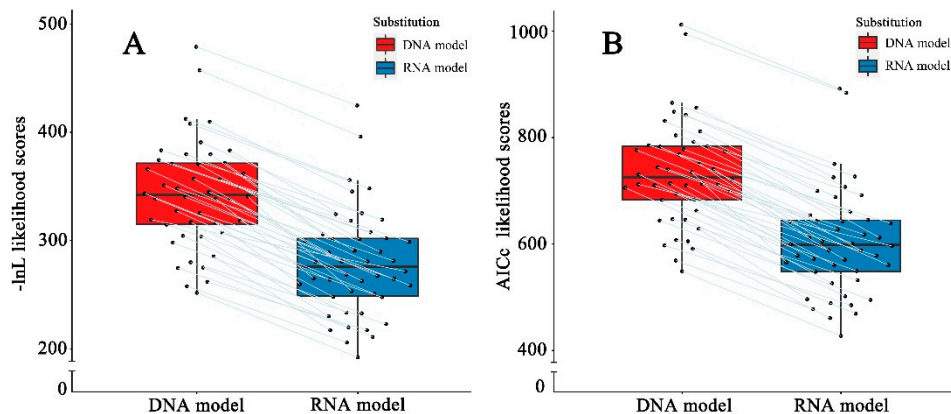 A
Substitution
DNA model
RNA model
-lnL likelihood scores
500
400
300
200
0
DNA model
RNA model
B
Substitution
DNA model
RNA model
AICc likelihood scores
1000
800
600
400
0
DNA model
RNA model